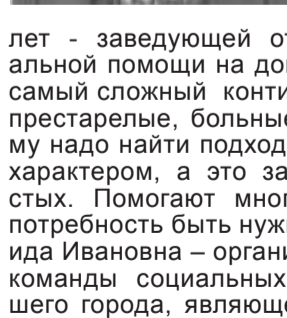 лет - заведующей от
альной помощи на дом
самый сложный конти
престарелые, больные
му надо найти подход
характером, а это за
стых. Помогают мног
потребность быть нуж
ида Ивановна – органи
команды социальных
шего города, являюще